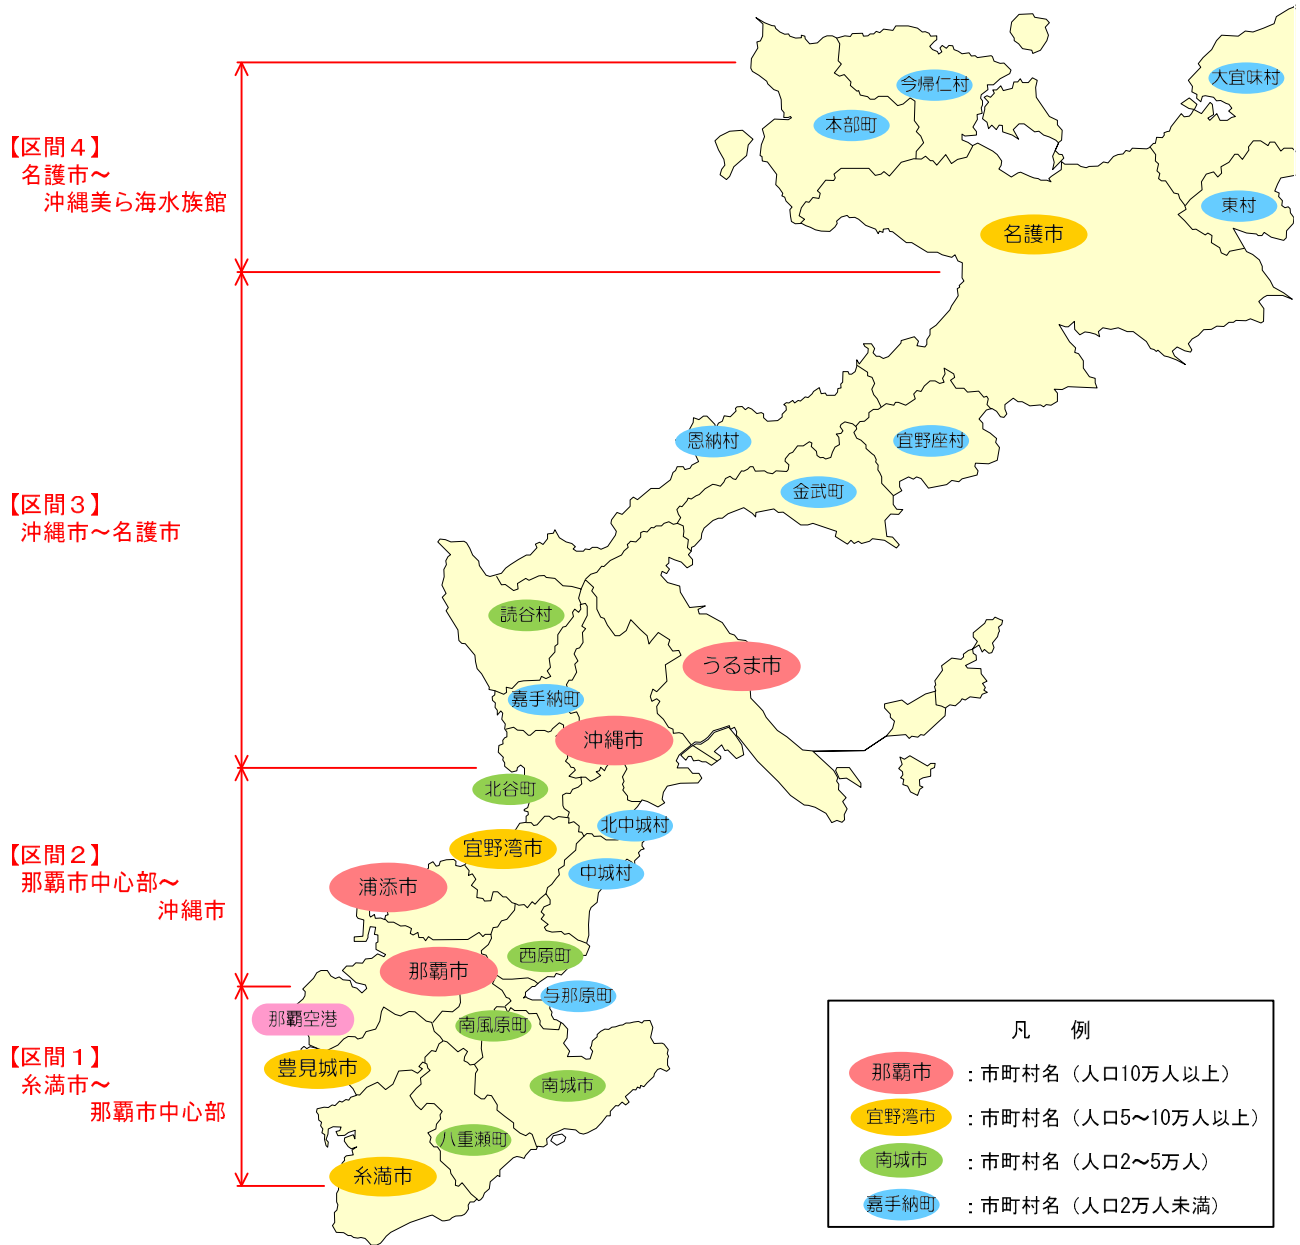 【区間４】
名護市～
沖縄美ら海水族館
【区間３】
沖縄市～名護市
【区間２】
那覇市中心部～
沖縄市
【区間１】
糸満市～
那覇市中心部
今帰仁村
大宜味村
本部町
東村
名護市
恩納村
宜野座村
金武町
読谷村
うるま市
嘉手納町
沖縄市
北谷町
北中城村
宜野湾市
中城村
浦添市
西原町
那覇市
与那原町
那覇空港
南風原町
豊見城市
南城市
八重瀬町
糸満市
凡　例
那覇市：市町村名（人口10万人以上）
宜野湾市：市町村名（人口5～10万人以上）
南城市：市町村名（人口2～5万人）
嘉手納町：市町村名（人口2万人未満）